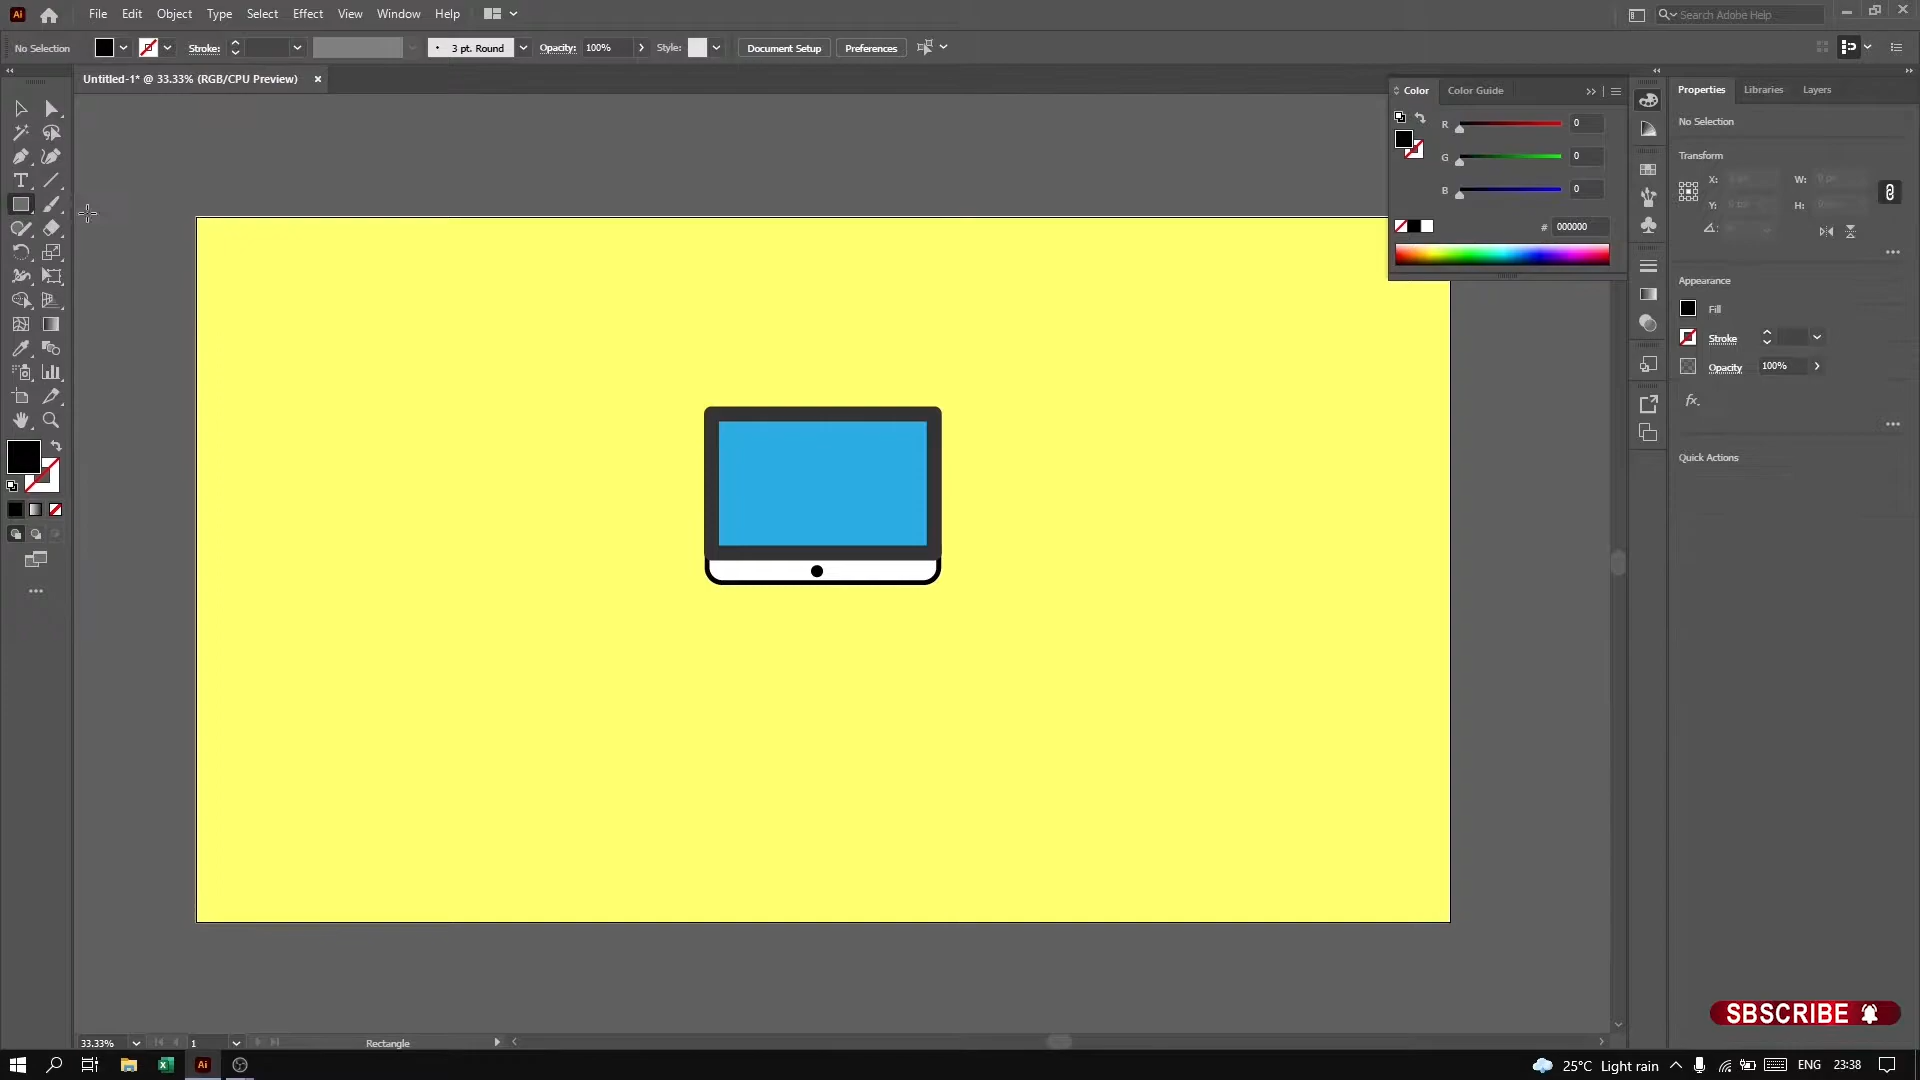 Ai File Edit Object Type Select Effect View Window Help Search Adobe Help
No Selection Stroke: 3 pt. Round Opacity: 100% Style: Document Setup Preferences
Untitled-1* @ 33.33% (RGB/CPU Preview) ×
Color Color Guide
R 0
G 0
B 0
# 000000
Properties Libraries Layers
No Selection
Transform
X: W:
Y: H:
Appearance
Fill
Stroke
Opacity 100%
fx.
Quick Actions
SBSCRIBE
33.33% 1 Rectangle
Ai 25°C Light rain ENG 23:38